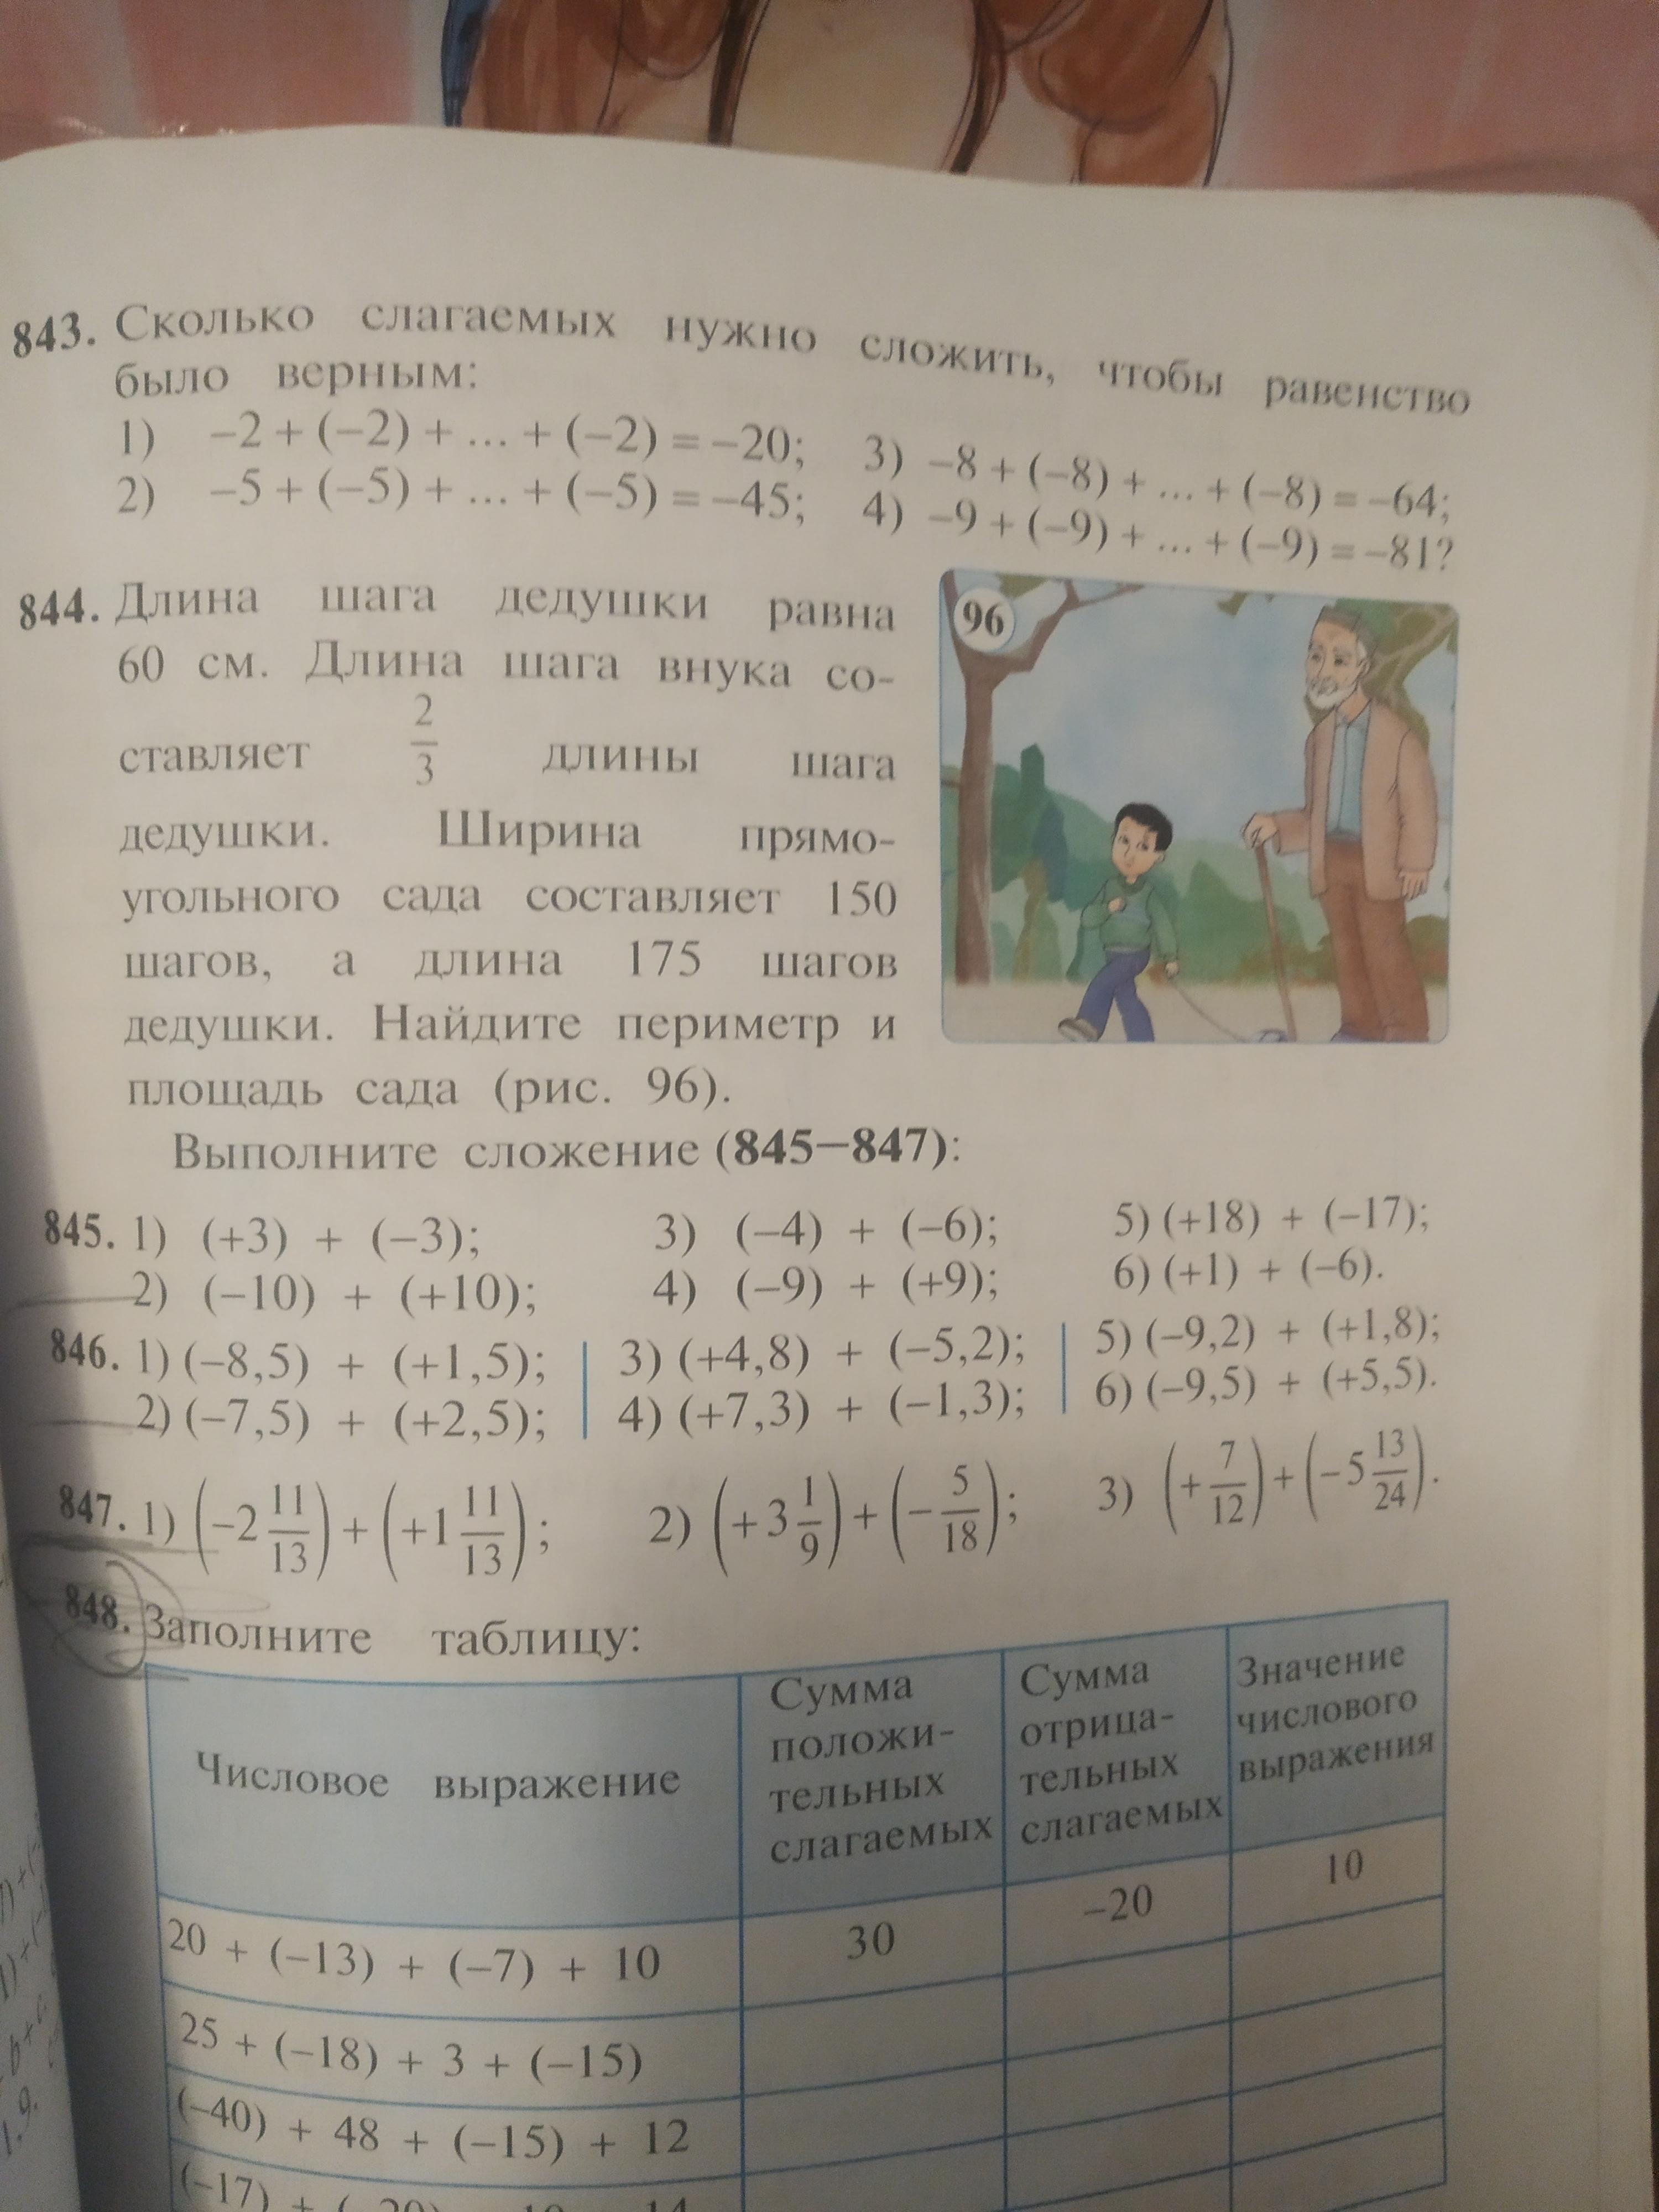 843. Сколько слагаемых нужно сложить, чтобы равенство
было верным:
1) –2 + (–2) + ... + (–2) = –20; 3) –8 + (–8) + ... + (–8) = –64;
2) –5 + (–5) + ... + (–5) = –45; 4) –9 + (–9) + ... + (–9) = –81?
844. Длина шага дедушки равна
60 см. Длина шага внука со-
ставляет 2/3 длины шага
дедушки. Ширина прямо-
угольного сада составляет 150
шагов, а длина 175 шагов
дедушки. Найдите периметр и
площадь сада (рис. 96).
96
Выполните сложение (845–847):
845. 1) (+3) + (–3); 3) (–4) + (–6); 5) (+18) + (–17);
2) (–10) + (+10); 4) (–9) + (+9); 6) (+1) + (–6).
846. 1) (–8,5) + (+1,5); 3) (+4,8) + (–5,2); 5) (–9,2) + (+1,8);
2) (–7,5) + (+2,5); 4) (+7,3) + (–1,3); 6) (–9,5) + (+5,5).
847. 1) (–2 11/13) + (+1 11/13); 2) (+3 1/9) + (–5/18); 3) (+7/12) + (–5 13/24).
848. Заполните таблицу:
Числовое выражение
Сумма
положи-
тельных
слагаемых
Сумма
отрица-
тельных
слагаемых
Значение
числового
выражения
20 + (–13) + (–7) + 10 30 –20 10
25 + (–18) + 3 + (–15)
(–40) + 48 + (–15) + 12
(–17) +